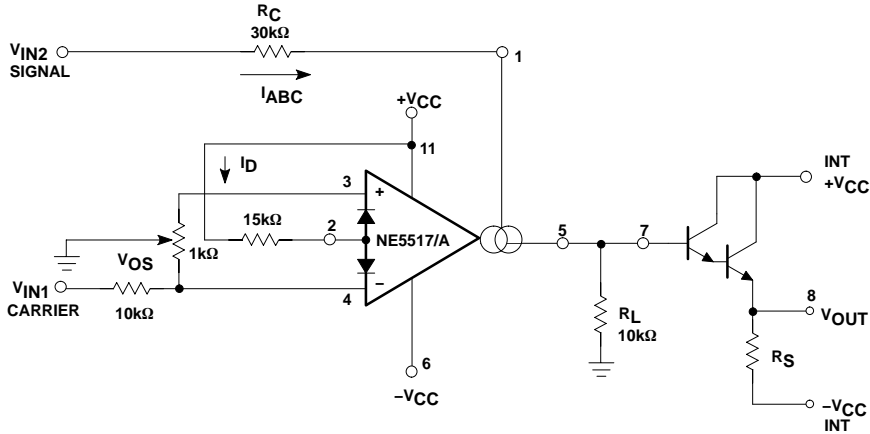 RC
30kΩ
VIN2
SIGNAL
1
IABC
+VCC
11
ID
3
+
INT
+VCC
15kΩ
2
NE5517/A
5
7
VOS
1kΩ
VIN1
CARRIER
10kΩ
4
−
6
−VCC
RL
10kΩ
8
VOUT
RS
−VCC
INT